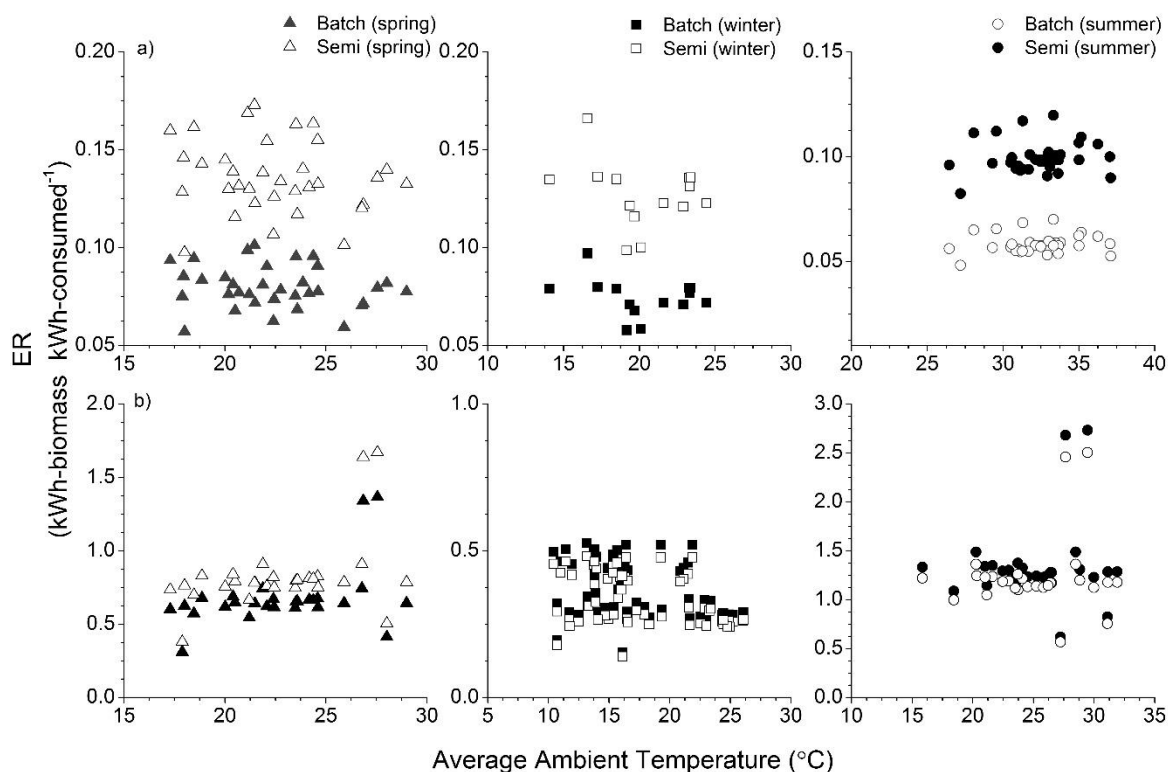 Batch (spring)
Semi (spring)
Batch (winter)
Semi (winter)
Batch (summer)
Semi (summer)
ER
(kWh-biomass kWh-consumed-1)
a)
0.20
0.15
0.10
0.05
15 20 25 30
0.20
0.15
0.10
0.05
5 10 15 20 25 30
0.15
0.10
0.05
15 20 25 30 35 40
b)
2.0
1.5
1.0
0.5
0.0
15 20 25 30
1.0
0.5
0.0
5 10 15 20 25 30
3.0
2.5
2.0
1.5
1.0
0.5
0.0
10 15 20 25 30 35
Average Ambient Temperature (°C)